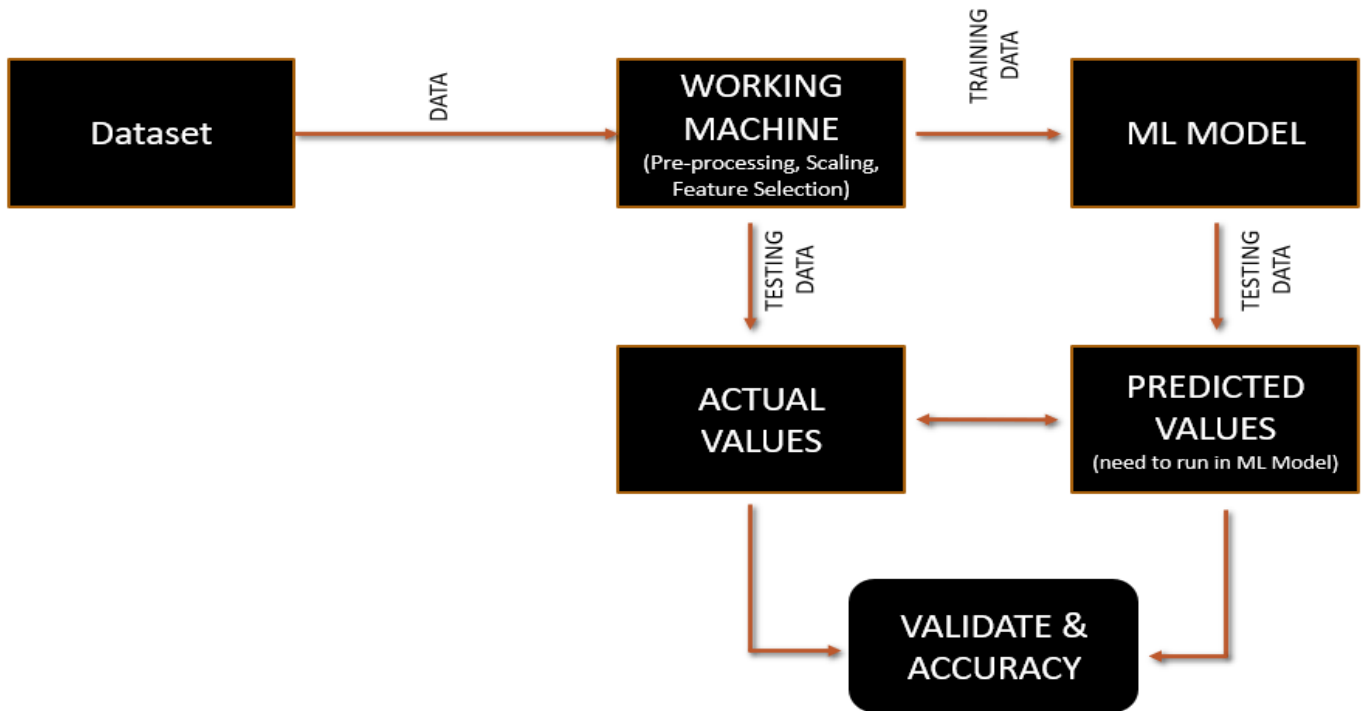 Dataset
DATA
WORKING
MACHINE
(Pre-processing, Scaling,
Feature Selection)
TRAINING
DATA
ML MODEL
TESTING
DATA
TESTING
DATA
ACTUAL
VALUES
PREDICTED
VALUES
(need to run in ML Model)
VALIDATE &
ACCURACY